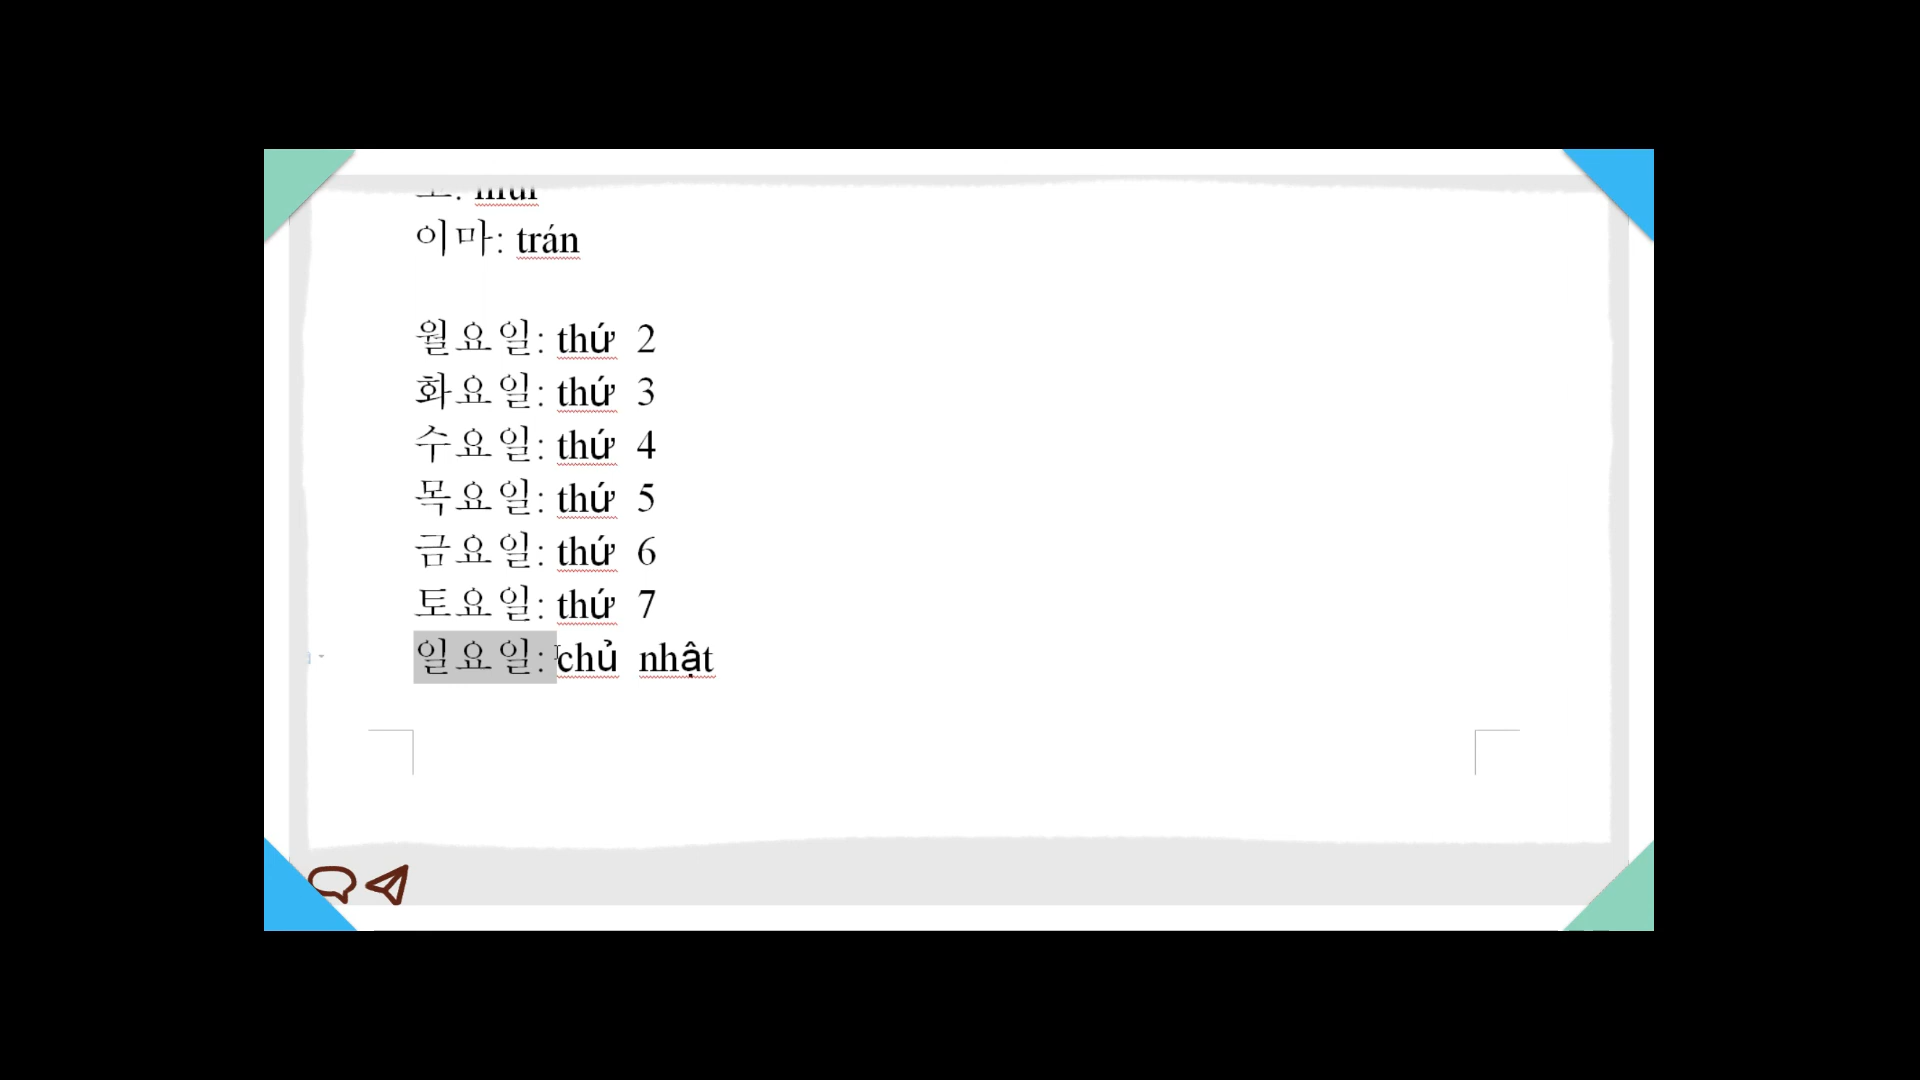 이마: trán
월요일: thứ 2
화요일: thứ 3
수요일: thứ 4
목요일: thứ 5
금요일: thứ 6
토요일: thứ 7
일요일: chủ nhật